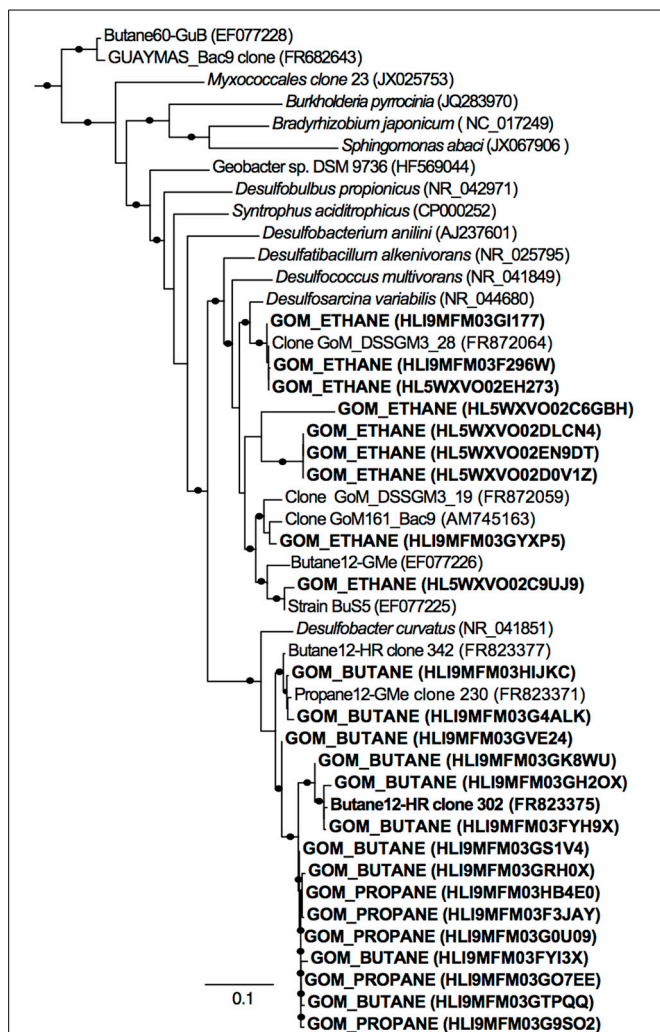 Butane60-GuB (EF077228)
GUAYMAS_Bac9 clone (FR682643)
Myxococcales clone 23 (JX025753)
Burkholderia pyrrocinia (JQ283970)
Bradyrhizobium japonicum ( NC_017249)
Sphingomonas abaci (JX067906 )
Geobacter sp. DSM 9736 (HF569044)
Desulfobulbus propionicus (NR_042971)
Syntrophus aciditrophicus (CP000252)
Desulfobacterium anilini (AJ237601)
Desulfatibacillum alkenivorans (NR_025795)
Desulfococcus multivorans (NR_041849)
Desulfosarcina variabilis (NR_044680)
GOM_ETHANE (HLI9MFM03GI177)
Clone GoM_DSSGM3_28 (FR872064)
GOM_ETHANE (HLI9MFM03F296W)
GOM_ETHANE (HL5WXVO02EH273)
GOM_ETHANE (HL5WXVO02C6GBH)
GOM_ETHANE (HL5WXVO02DLCN4)
GOM_ETHANE (HL5WXVO02EN9DT)
GOM_ETHANE (HL5WXVO02D0V1Z)
Clone GoM_DSSGM3_19 (FR872059)
Clone GoM161_Bac9 (AM745163)
GOM_ETHANE (HLI9MFM03GYXP5)
Butane12-GMe (EF077226)
GOM_ETHANE (HL5WXVO02C9UJ9)
Strain BuS5 (EF077225)
Desulfobacter curvatus (NR_041851)
Butane12-HR clone 342 (FR823377)
GOM_BUTANE (HLI9MFM03HIJKC)
Propane12-GMe clone 230 (FR823371)
GOM_BUTANE (HLI9MFM03G4ALK)
GOM_BUTANE (HLI9MFM03GVE24)
GOM_BUTANE (HLI9MFM03GK8WU)
GOM_BUTANE (HLI9MFM03GH2OX)
Butane12-HR clone 302 (FR823375)
GOM_BUTANE (HLI9MFM03FYH9X)
GOM_BUTANE (HLI9MFM03GS1V4)
GOM_BUTANE (HLI9MFM03GRH0X)
GOM_PROPANE (HLI9MFM03HB4E0)
GOM_PROPANE (HLI9MFM03F3JAY)
GOM_PROPANE (HLI9MFM03G0U09)
GOM_BUTANE (HLI9MFM03FYI3X)
GOM_PROPANE (HLI9MFM03GO7EE)
GOM_BUTANE (HLI9MFM03GTPQQ)
GOM_PROPANE (HLI9MFM03G9SO2)
0.1